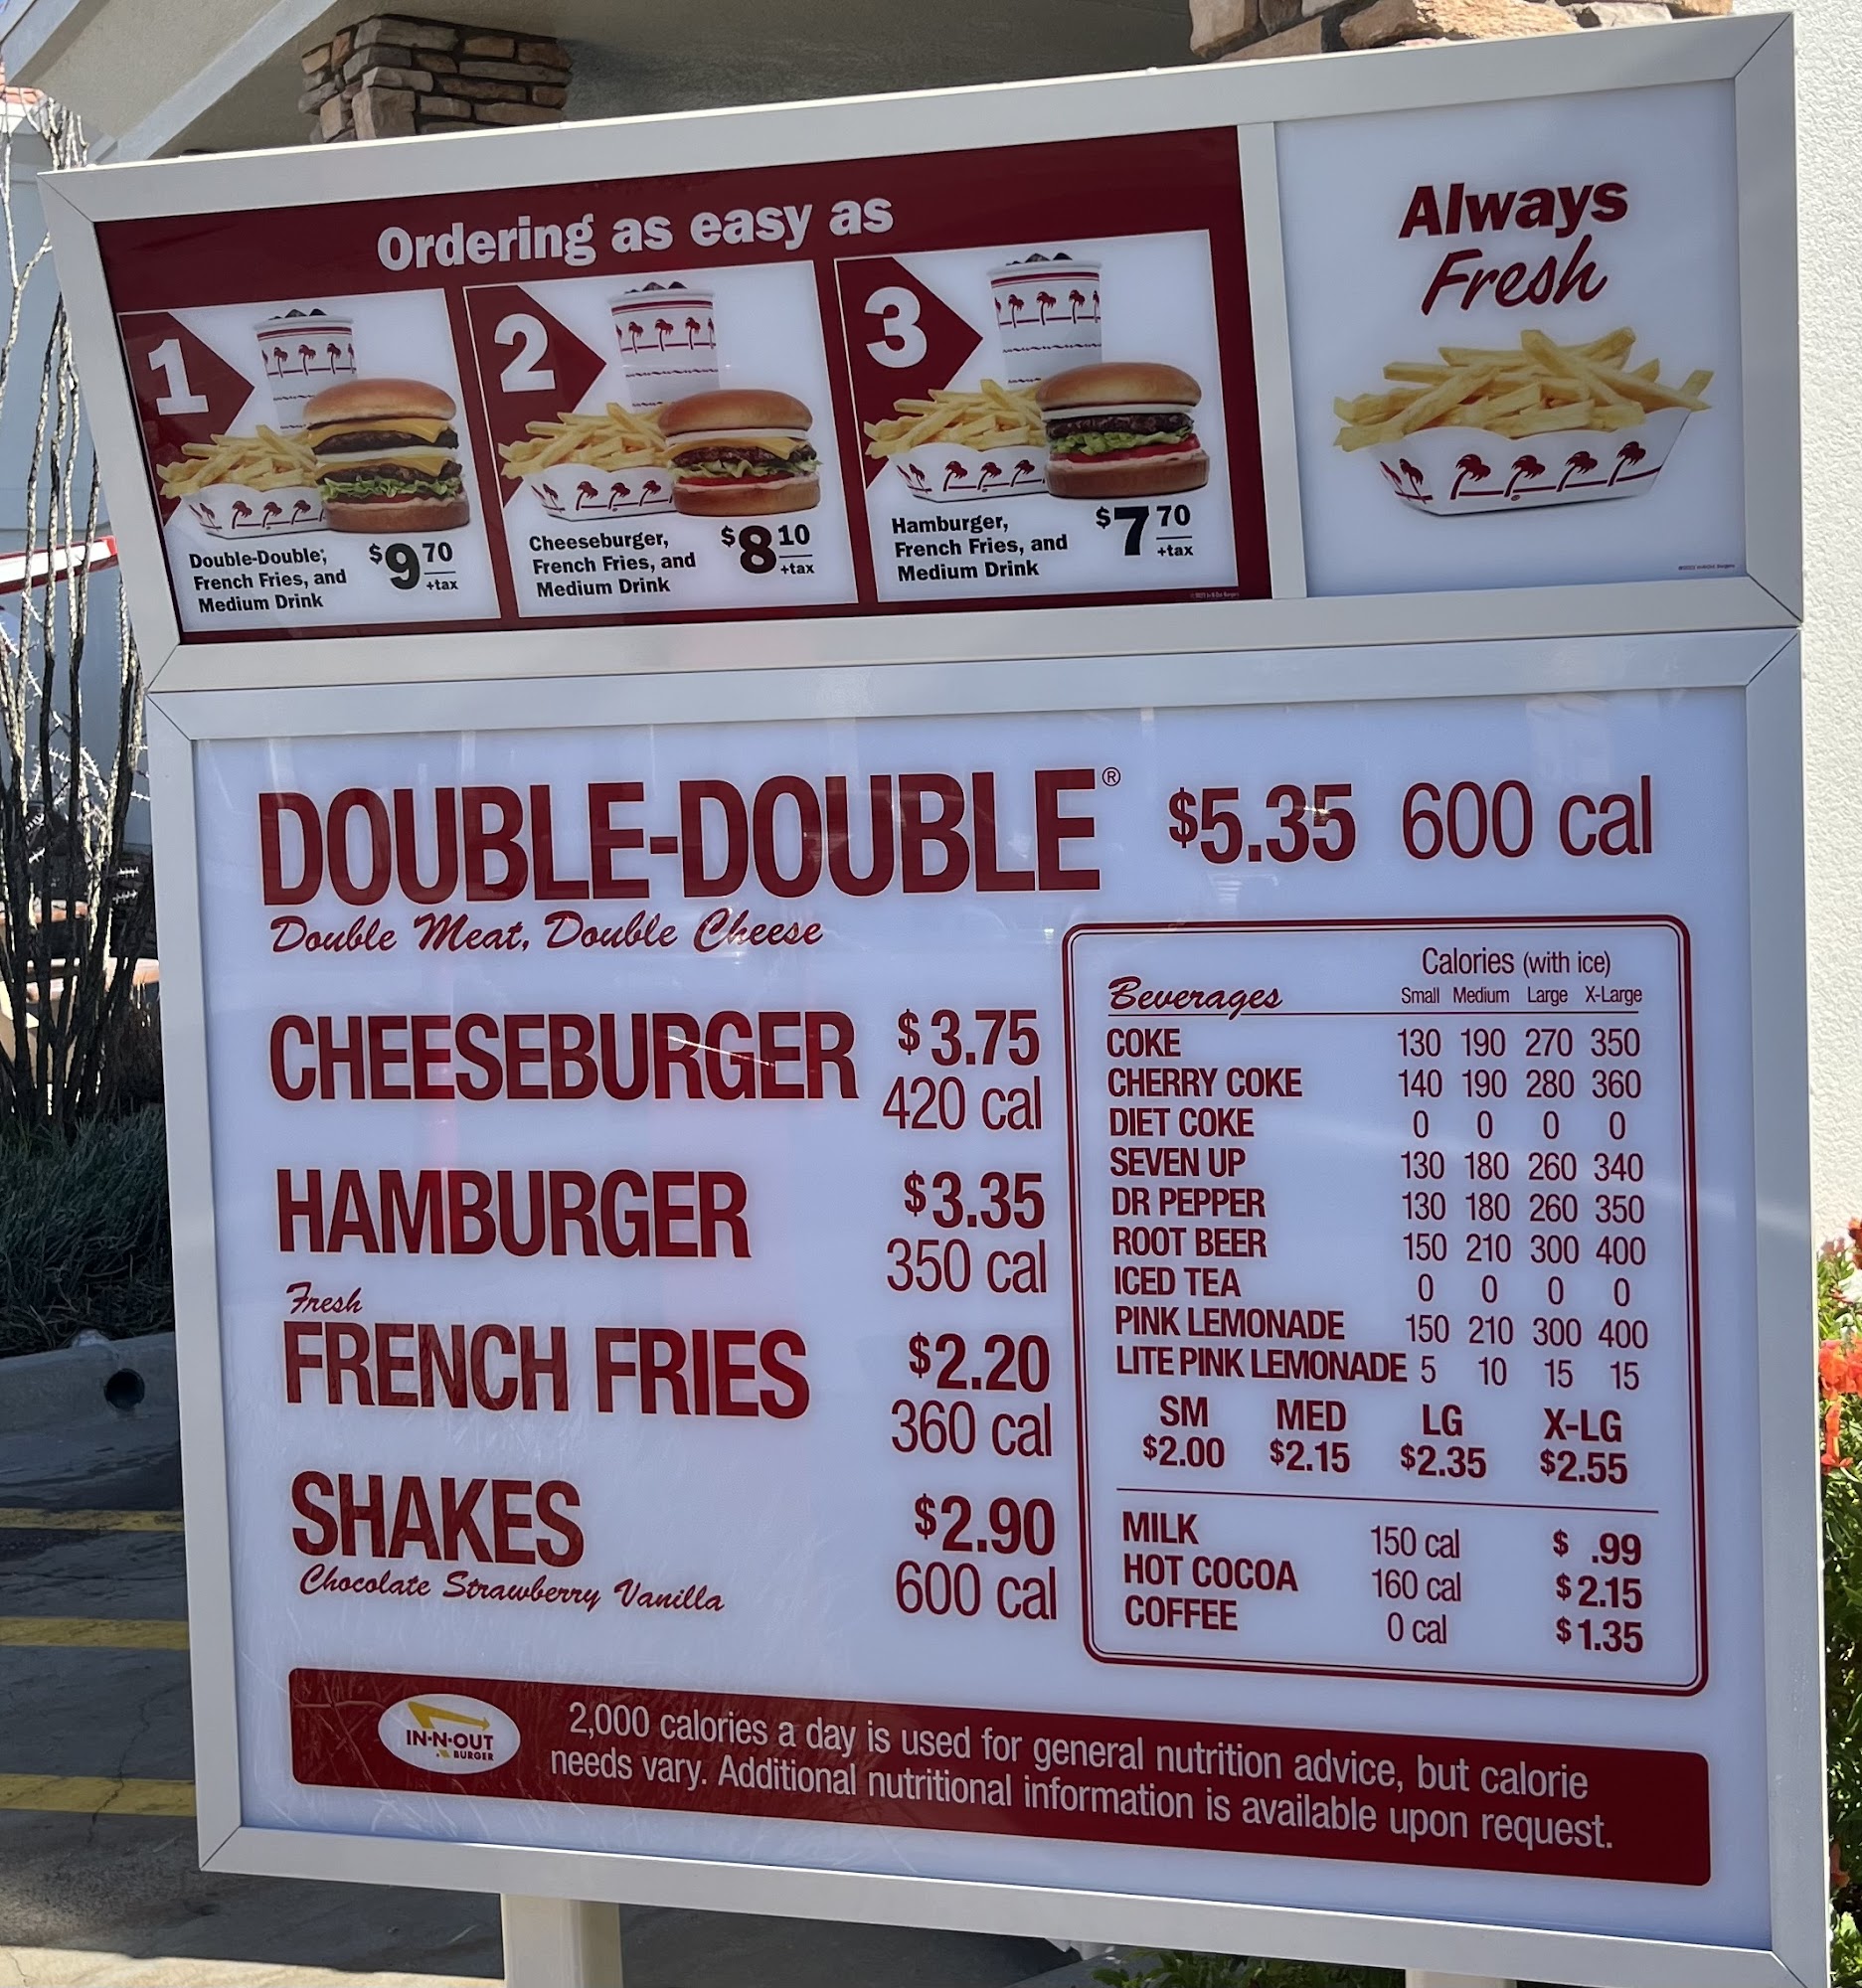 Ordering as easy as
1
Double-Double®,
French Fries, and
Medium Drink
$9 70
+tax
2
Cheeseburger,
French Fries, and
Medium Drink
$8 10
+tax
3
Hamburger,
French Fries, and
Medium Drink
$7 70
+tax
Always
Fresh
DOUBLE-DOUBLE® $5.35 600 cal
Double Meat, Double Cheese
CHEESEBURGER $3.75
420 cal
HAMBURGER $3.35
350 cal
Fresh
FRENCH FRIES $2.20
360 cal
SHAKES $2.90
Chocolate Strawberry Vanilla 600 cal
Calories (with ice)
Beverages Small Medium Large X-Large
COKE 130 190 270 350
CHERRY COKE 140 190 280 360
DIET COKE 0 0 0 0
SEVEN UP 130 180 260 340
DR PEPPER 130 180 260 350
ROOT BEER 150 210 300 400
ICED TEA 0 0 0 0
PINK LEMONADE 150 210 300 400
LITE PINK LEMONADE 5 10 15 15
SM MED LG X-LG
$2.00 $2.15 $2.35 $2.55
MILK 150 cal $ .99
HOT COCOA 160 cal $2.15
COFFEE 0 cal $1.35
IN-N-OUT
BURGER
2,000 calories a day is used for general nutrition advice, but calorie
needs vary. Additional nutritional information is available upon request.